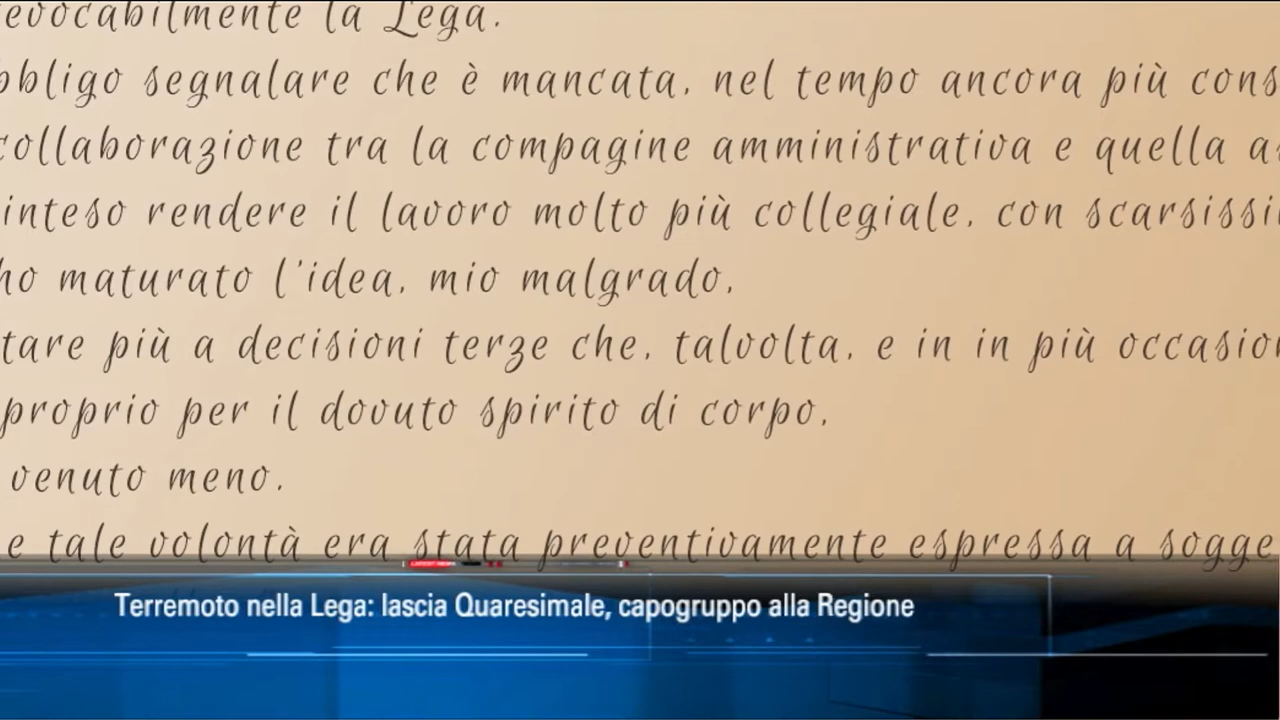 evocabilmente la Lega.
bbligo segnalare che è mancata, nel tempo ancora più cons
collaborazione tra la compagine amministrativa e quella a
inteso rendere il lavoro molto più collegiale, con scarsissi
ho maturato l'idea, mio malgrado,
tare più a decisioni terze che, talvolta, e in in più occasion
proprio per il dovuto spirito di corpo,
venuto meno.
e tale volontà era stata preventivamente espressa a sogge
LATEST NEWS
Terremoto nella Lega: lascia Quaresimale, capogruppo alla Regione